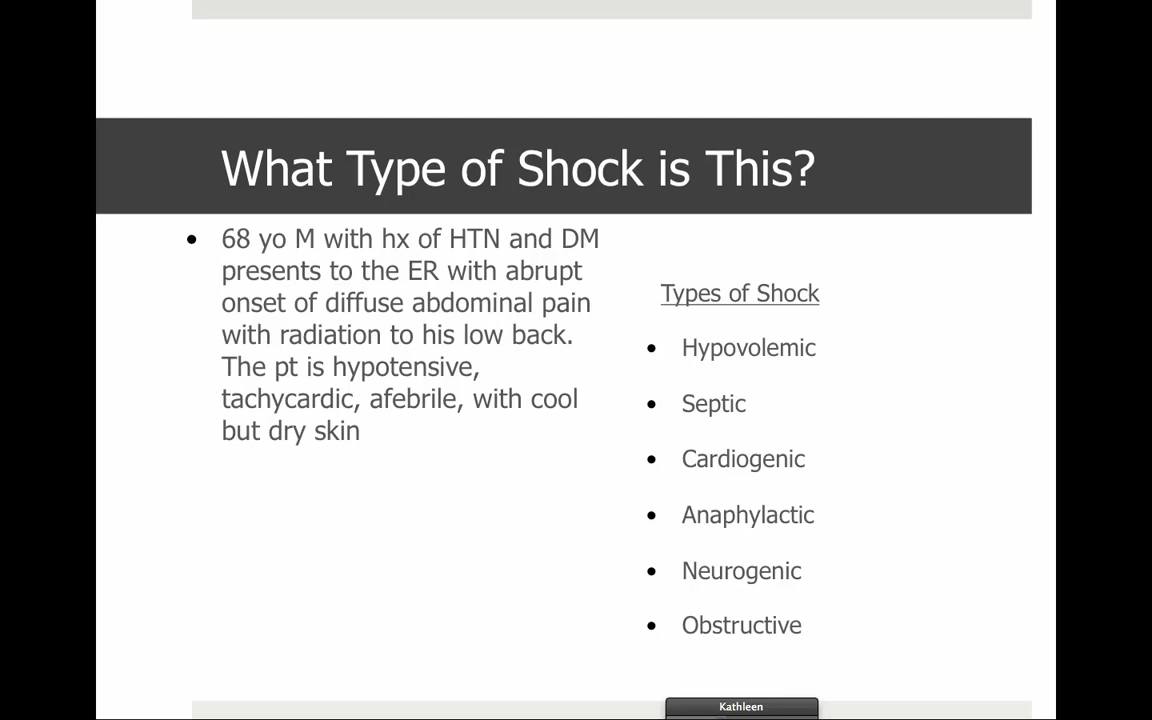 What Type of Shock is This?
• 68 yo M with hx of HTN and DM
presents to the ER with abrupt
onset of diffuse abdominal pain
with radiation to his low back.
The pt is hypotensive,
tachycardic, afebrile, with cool
but dry skin
Types of Shock
• Hypovolemic
• Septic
• Cardiogenic
• Anaphylactic
• Neurogenic
• Obstructive
Kathleen